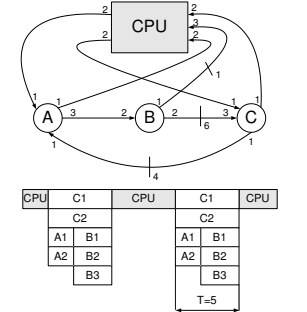 2 2
CPU 3
2 2
1
1 1 1 1 1
A 3 2 B 2 3 C
6
1 1
4
CPU C1 CPU C1 CPU
C2 C2
A1 B1 A1 B1
A2 B2 A2 B2
B3 B3
T=5